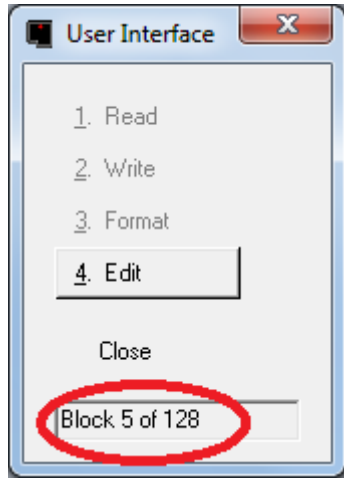 User Interface
1. Read
2. Write
3. Format
4. Edit
Close
Block 5 of 128